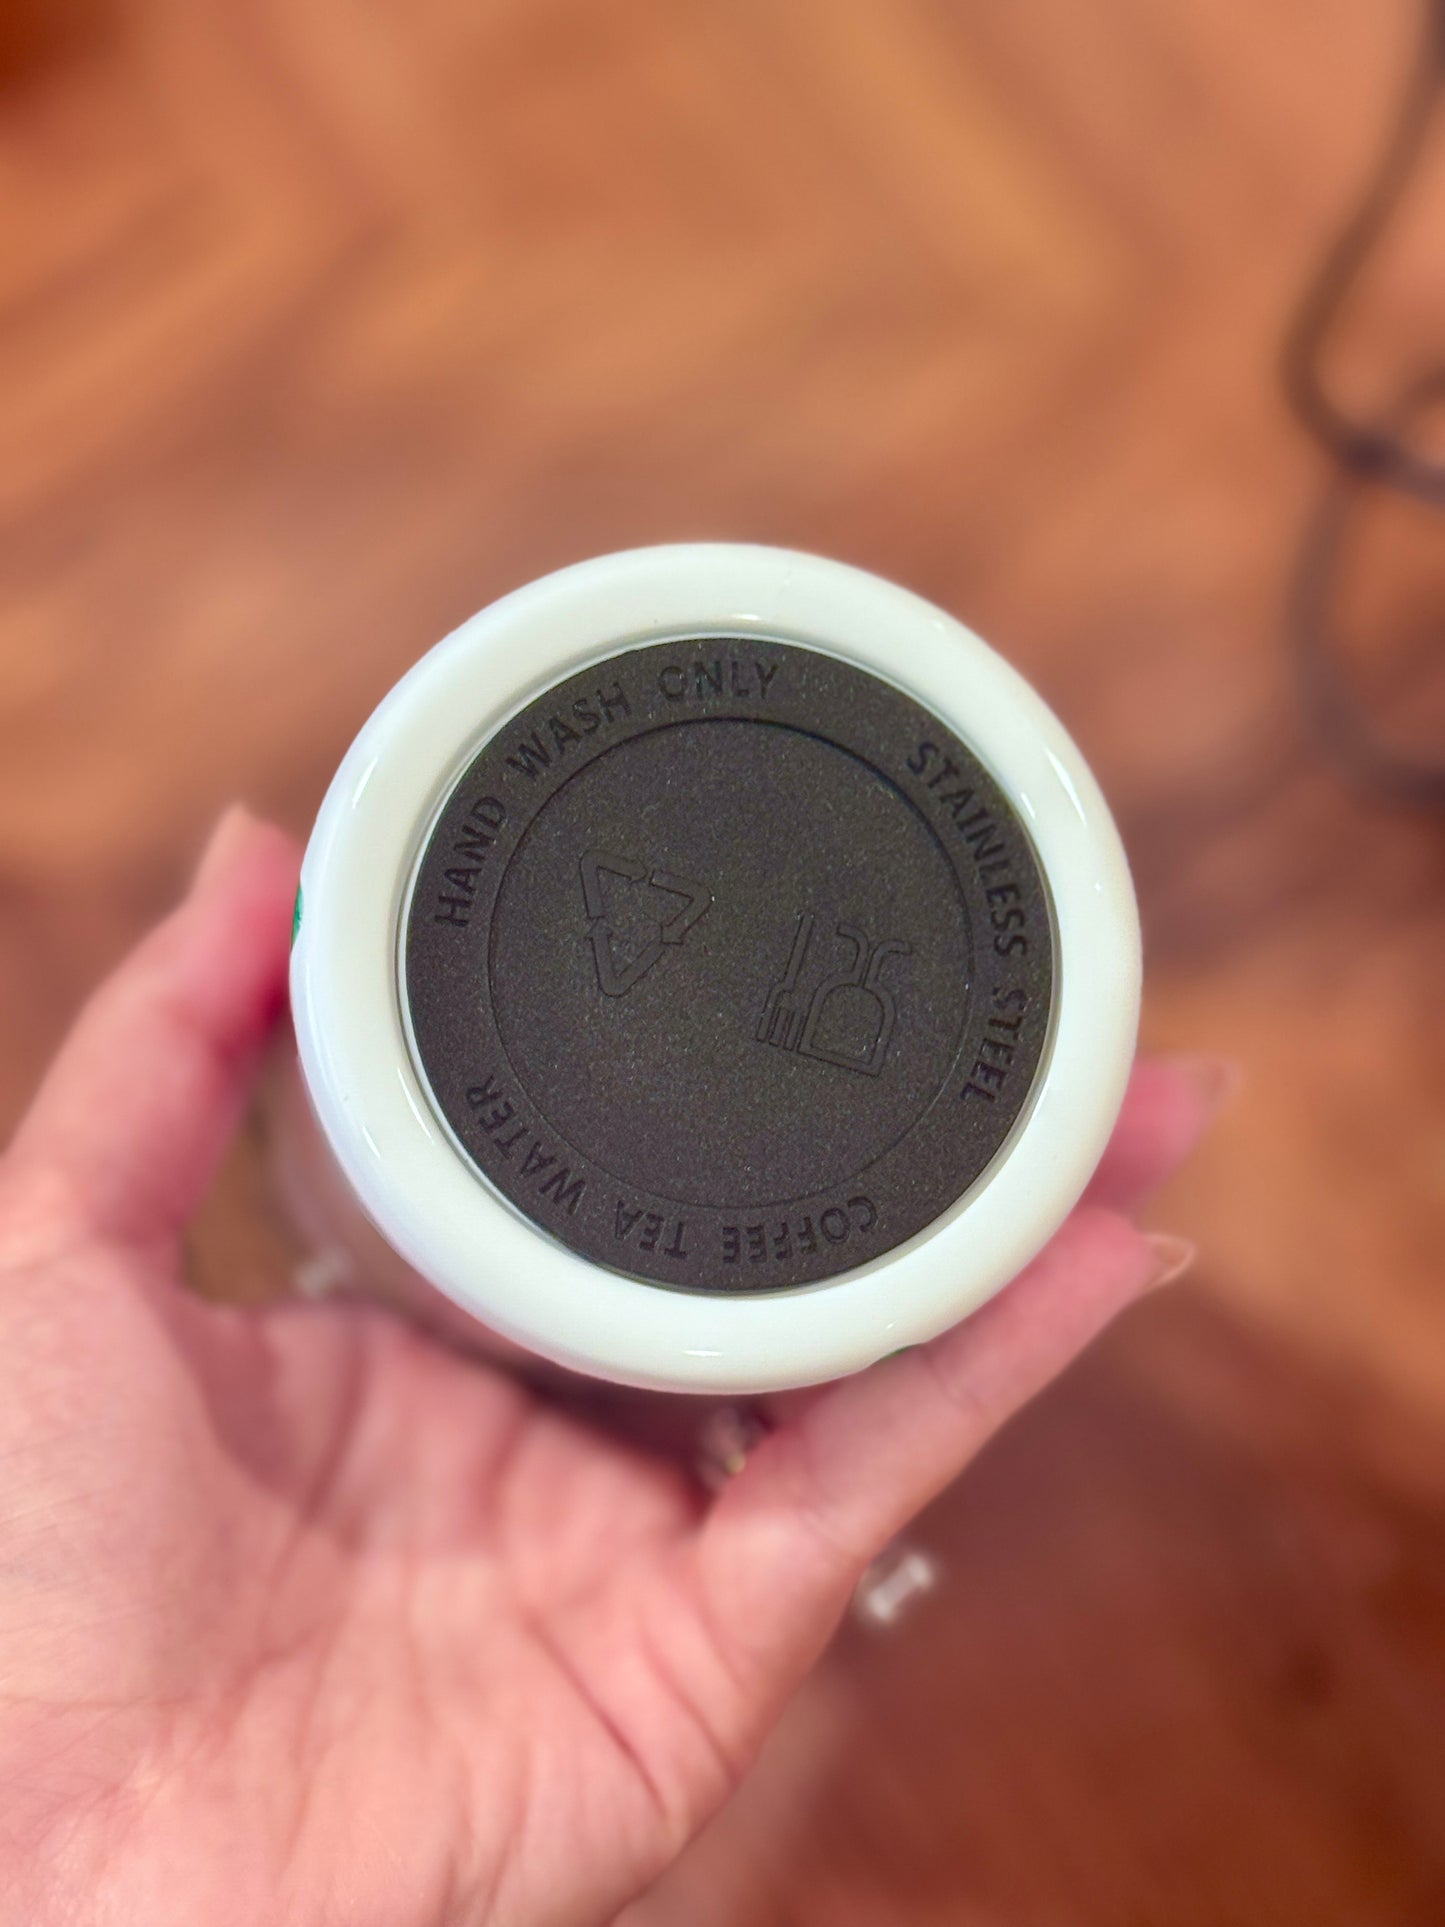 HAND WASH ONLY
STAINLESS STEEL
COFFEE TEA WATER